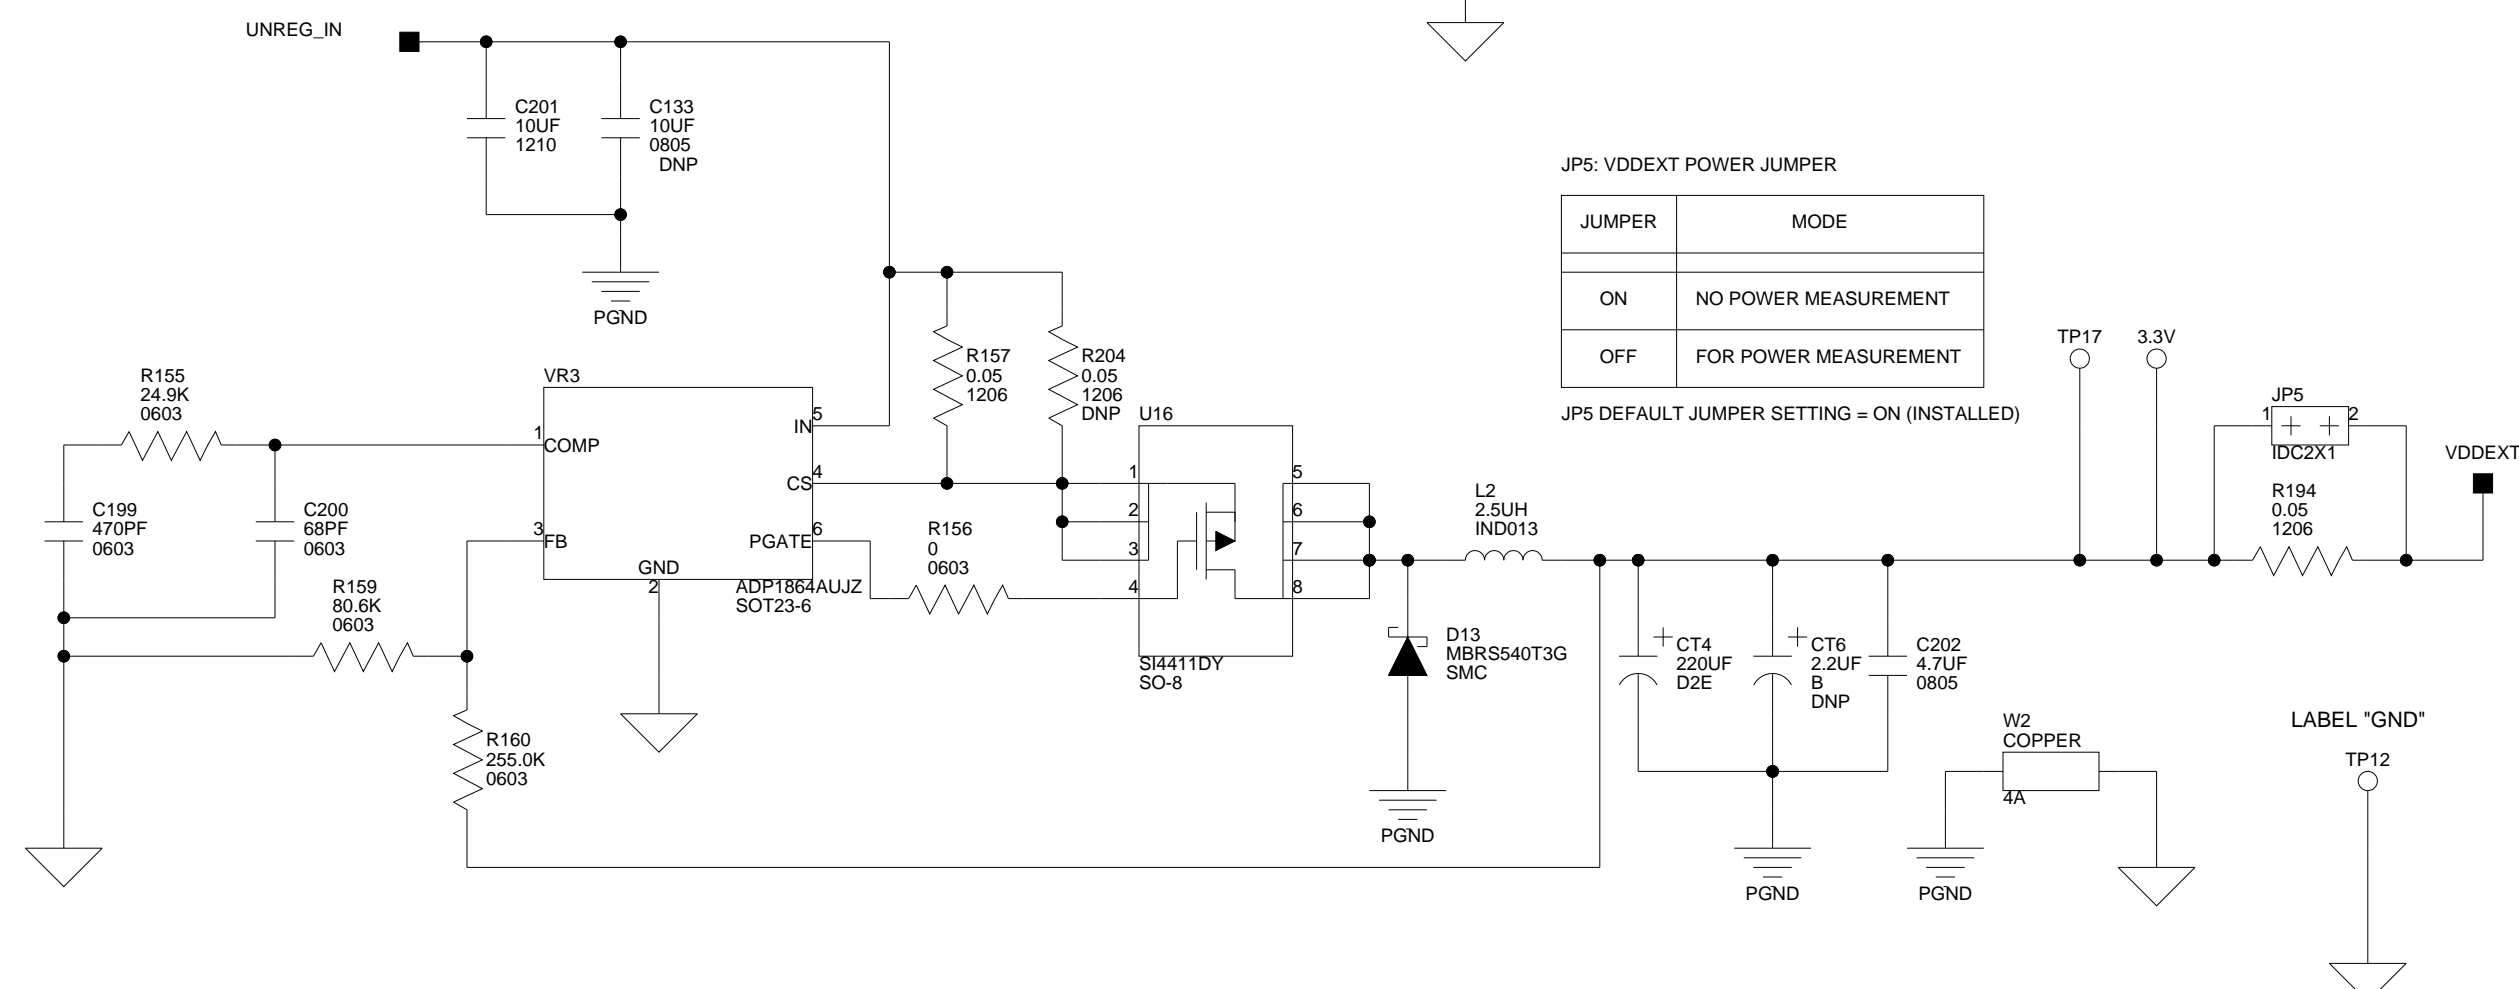 UNREG_IN
C201
10UF
1210
C133
10UF
0805
DNP
PGND
JP5: VDDEXT POWER JUMPER
JUMPER MODE
ON NO POWER MEASUREMENT
OFF FOR POWER MEASUREMENT
JP5 DEFAULT JUMPER SETTING = ON (INSTALLED)
R155
24.9K
0603
C199
470PF
0603
C200
68PF
0603
R159
80.6K
0603
R160
255.0K
0603
VR3
1
COMP
3
FB
GND
2
5
IN
4
CS
6
PGATE
ADP1864AUJZ
SOT23-6
R157
0.05
1206
R204
0.05
1206
DNP
R156
0
0603
U16
1
2
3
4
5
6
7
8
SI4411DY
SO-8
D13
MBRS540T3G
SMC
PGND
L2
2.5UH
IND013
CT4
220UF
D2E
CT6
2.2UF
B
DNP
C202
4.7UF
0805
PGND
TP17
3.3V
JP5
1
2
IDC2X1
R194
0.05
1206
VDDEXT
W2
COPPER
4A
PGND
LABEL "GND"
TP12